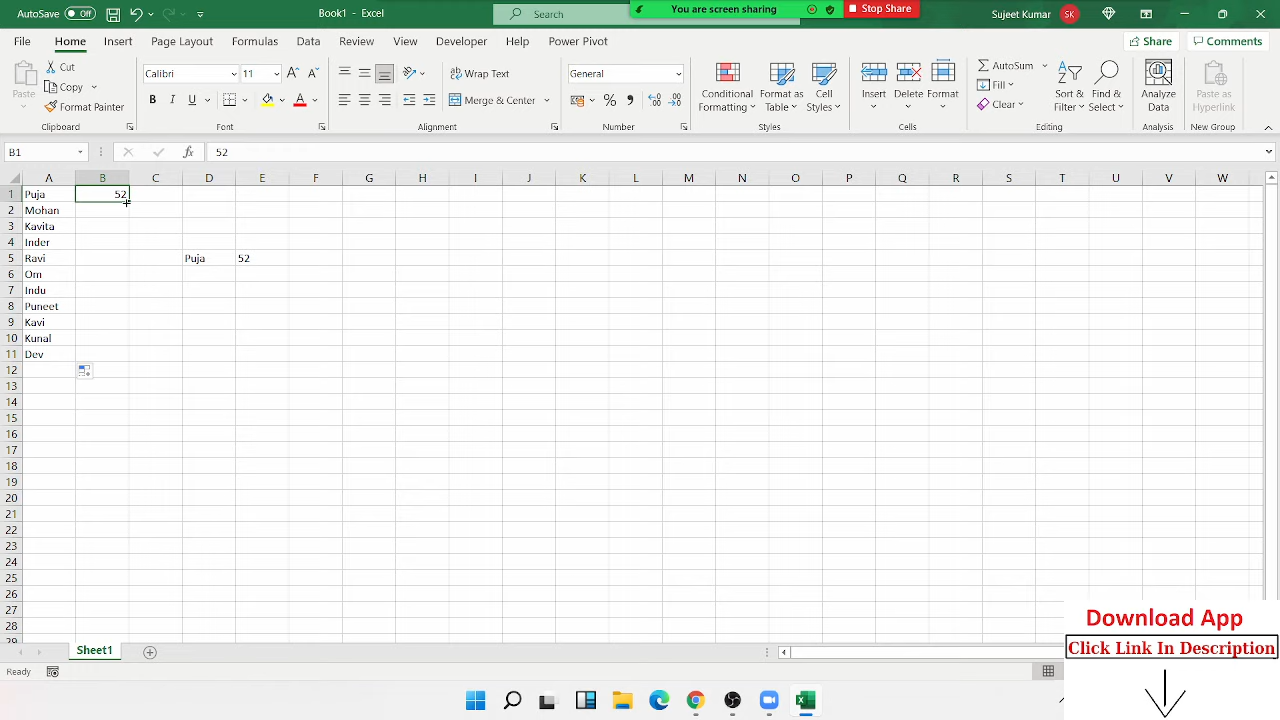 AutoSave Off
Book1 - Excel
Search
You are screen sharing
Stop Share
Sujeet Kumar
SK
File Home Insert Page Layout Formulas Data Review View Developer Help Power Pivot
Share
Comments
Paste
Cut
Copy
Format Painter
Clipboard
Calibri 11
B I U
A A
Font
Wrap Text
Merge & Center
Alignment
General
% ,
Number
Conditional Formatting
Format as Table
Cell Styles
Styles
Insert Delete Format
Cells
AutoSum
Fill
Clear
Sort & Filter
Find & Select
Editing
Analyze Data
Analysis
Paste as Hyperlink
New Group
B1
fx
52
A B C D E F G H I J K L M N O P Q R S T U V W
1 Puja 52
2 Mohan
3 Kavita
4 Inder
5 Ravi Puja 52
6 Om
7 Indu
8 Puneet
9 Kavi
10 Kunal
11 Dev
12
13
14
15
16
17
18
19
20
21
22
23
24
25
26
27
28
29
Sheet1
Ready
Download App
Click Link In Description